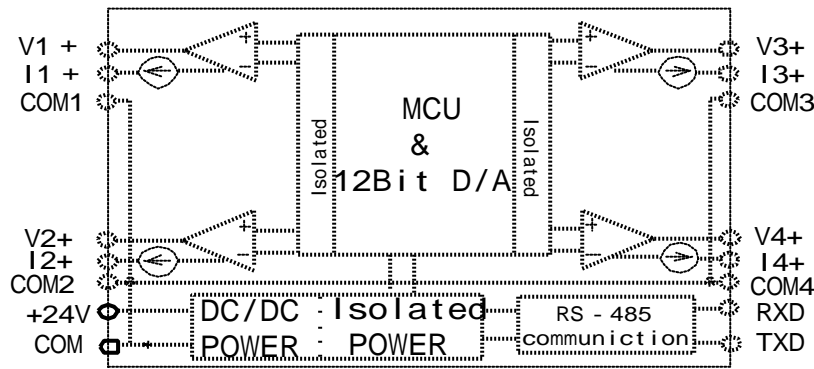 V1 +
I1 +
COM1
V2+
I2+
COM2
+24V
COM
+
−
+
−
Isolated
MCU
&
12Bit D/A
Isolated
+
−
+
−
V3+
I3+
COM3
V4+
I4+
COM4
RXD
TXD
DC/DC
POWER
Isolated
POWER
RS - 485
communiction